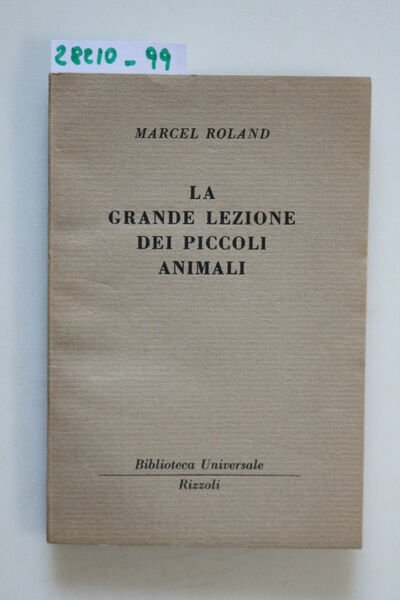 28210-99
MARCEL ROLAND
LA
GRANDE LEZIONE
DEI PICCOLI
ANIMALI
Biblioteca Universale
Rizzoli